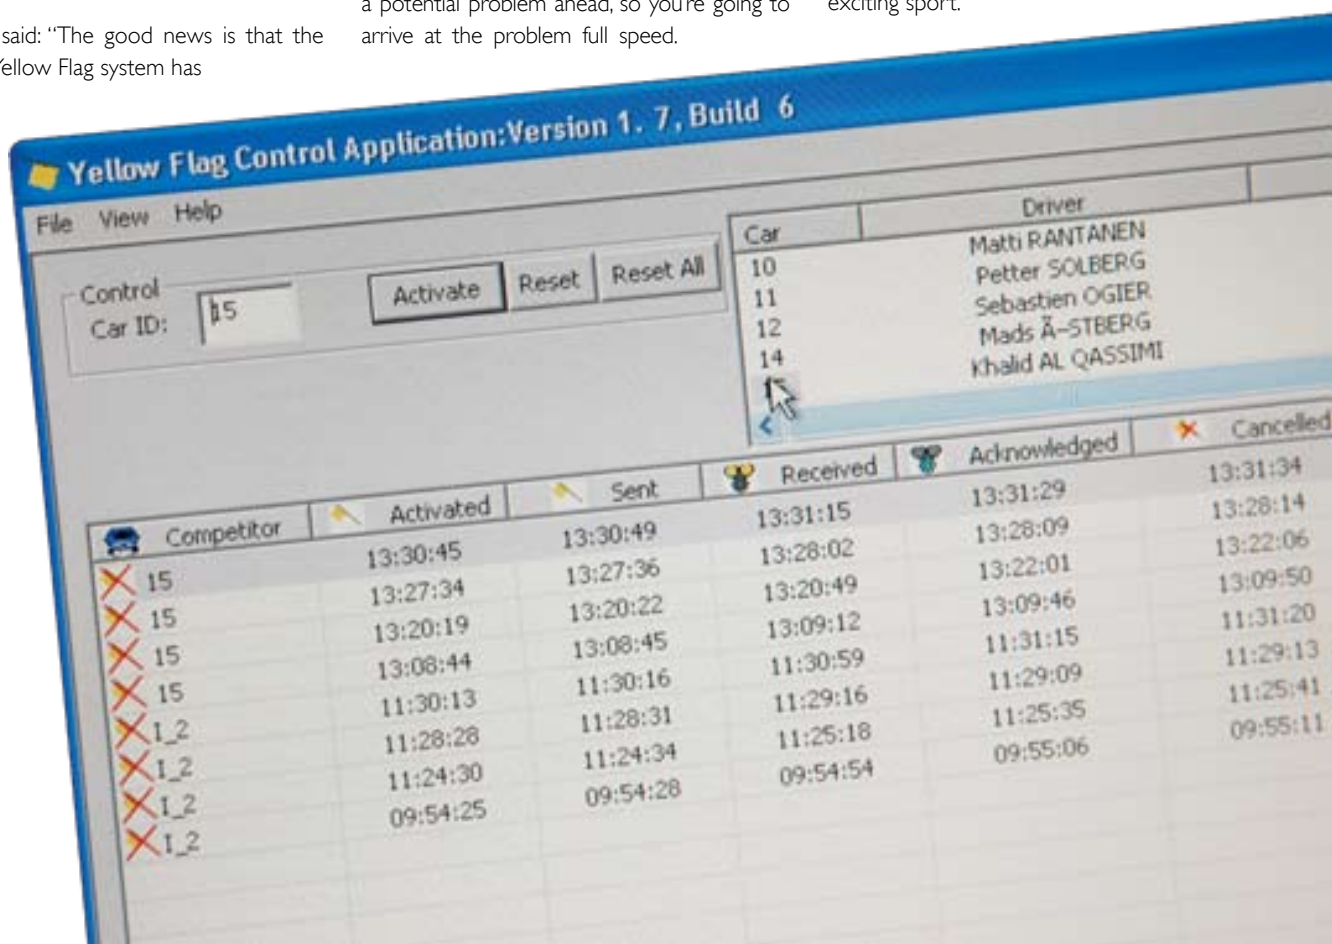 said: “The good news is that the
Yellow Flag system has
a potential problem ahead, so you're going to
arrive at the problem full speed.
exciting sport.
Yellow Flag Control Application:Version 1. 7, Build 6
File View Help
Control
Car ID: 15 Activate Reset Reset All
Car Driver
10 Matti RANTANEN
11 Petter SOLBERG
12 Sebastien OGIER
14 Mads Ã–STBERG
Khalid AL QASSIMI
Competitor Activated Sent Received Acknowledged Cancelled
15 13:30:45 13:30:49 13:31:15 13:31:29 13:31:34
15 13:27:34 13:27:36 13:28:02 13:28:09 13:28:14
15 13:20:19 13:20:22 13:20:49 13:22:01 13:22:06
15 13:08:44 13:08:45 13:09:12 13:09:46 13:09:50
I_2 11:30:13 11:30:16 11:30:59 11:31:15 11:31:20
I_2 11:28:28 11:28:31 11:29:16 11:29:09 11:29:13
I_2 11:24:30 11:24:34 11:25:18 11:25:35 11:25:41
I_2 09:54:25 09:54:28 09:54:54 09:55:06 09:55:11